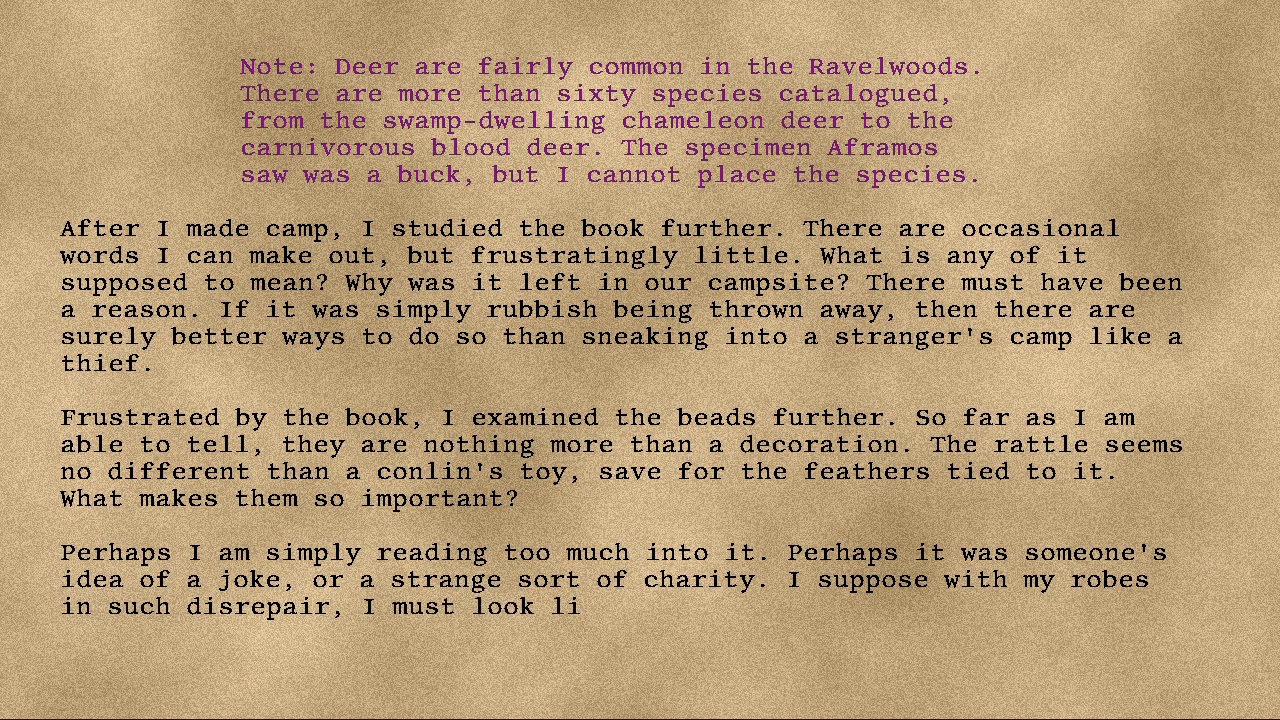 Note: Deer are fairly common in the Ravelwoods.
There are more than sixty species catalogued,
from the swamp-dwelling chameleon deer to the
carnivorous blood deer. The specimen Aframos
saw was a buck, but I cannot place the species.
After I made camp, I studied the book further. There are occasional
words I can make out, but frustratingly little. What is any of it
supposed to mean? Why was it left in our campsite? There must have been
a reason. If it was simply rubbish being thrown away, then there are
surely better ways to do so than sneaking into a stranger's camp like a
thief.
Frustrated by the book, I examined the beads further. So far as I am
able to tell, they are nothing more than a decoration. The rattle seems
no different than a conlin's toy, save for the feathers tied to it.
What makes them so important?
Perhaps I am simply reading too much into it. Perhaps it was someone's
idea of a joke, or a strange sort of charity. I suppose with my robes
in such disrepair, I must look li